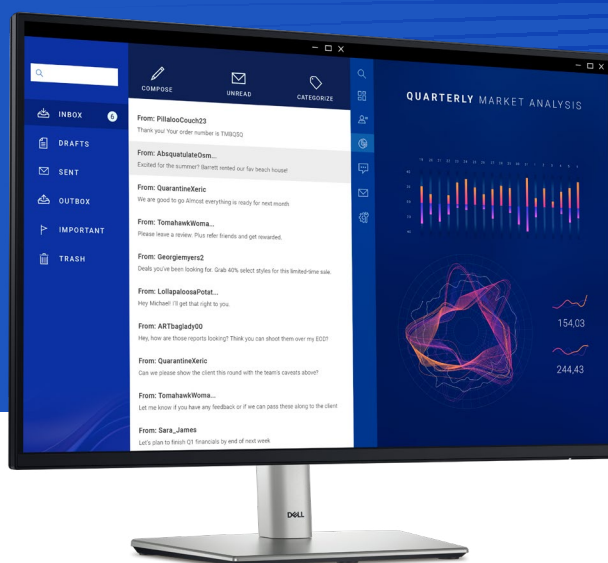 COMPOSE
UNREAD
CATEGORIZE
INBOX 6
DRAFTS
SENT
OUTBOX
IMPORTANT
TRASH
From: PillalooCouch23
Thank you! Your order number is TMBQSG
From: AbsquatulateOsm...
Excited for the summer? Barrett rented our fav beach house!
From: QuarantineXeric
We are good to go Almost everything is ready for next month
From: TomahawkWoma...
Please leave a review. Plus refer friends and get rewarded.
From: Georgiemyers2
Deals you've been looking for. Grab 40% select styles for this limited-time sale.
From: LollapaloosaPotat...
Hey Michael! I'll get that right to you.
From: ARTbaglady00
Hey, how are those reports looking? Think you can shoot them over my EOD?
From: QuarantineXeric
Can we please show the client this round with the team's caveats above?
From: TomahawkWoma...
Let me know if you have any feedback or if we can pass these along to the client
From: Sara_James
Let's plan to finish Q1 financials by end of next week
QUARTERLY MARKET ANALYSIS
154,03
244,43
DELL